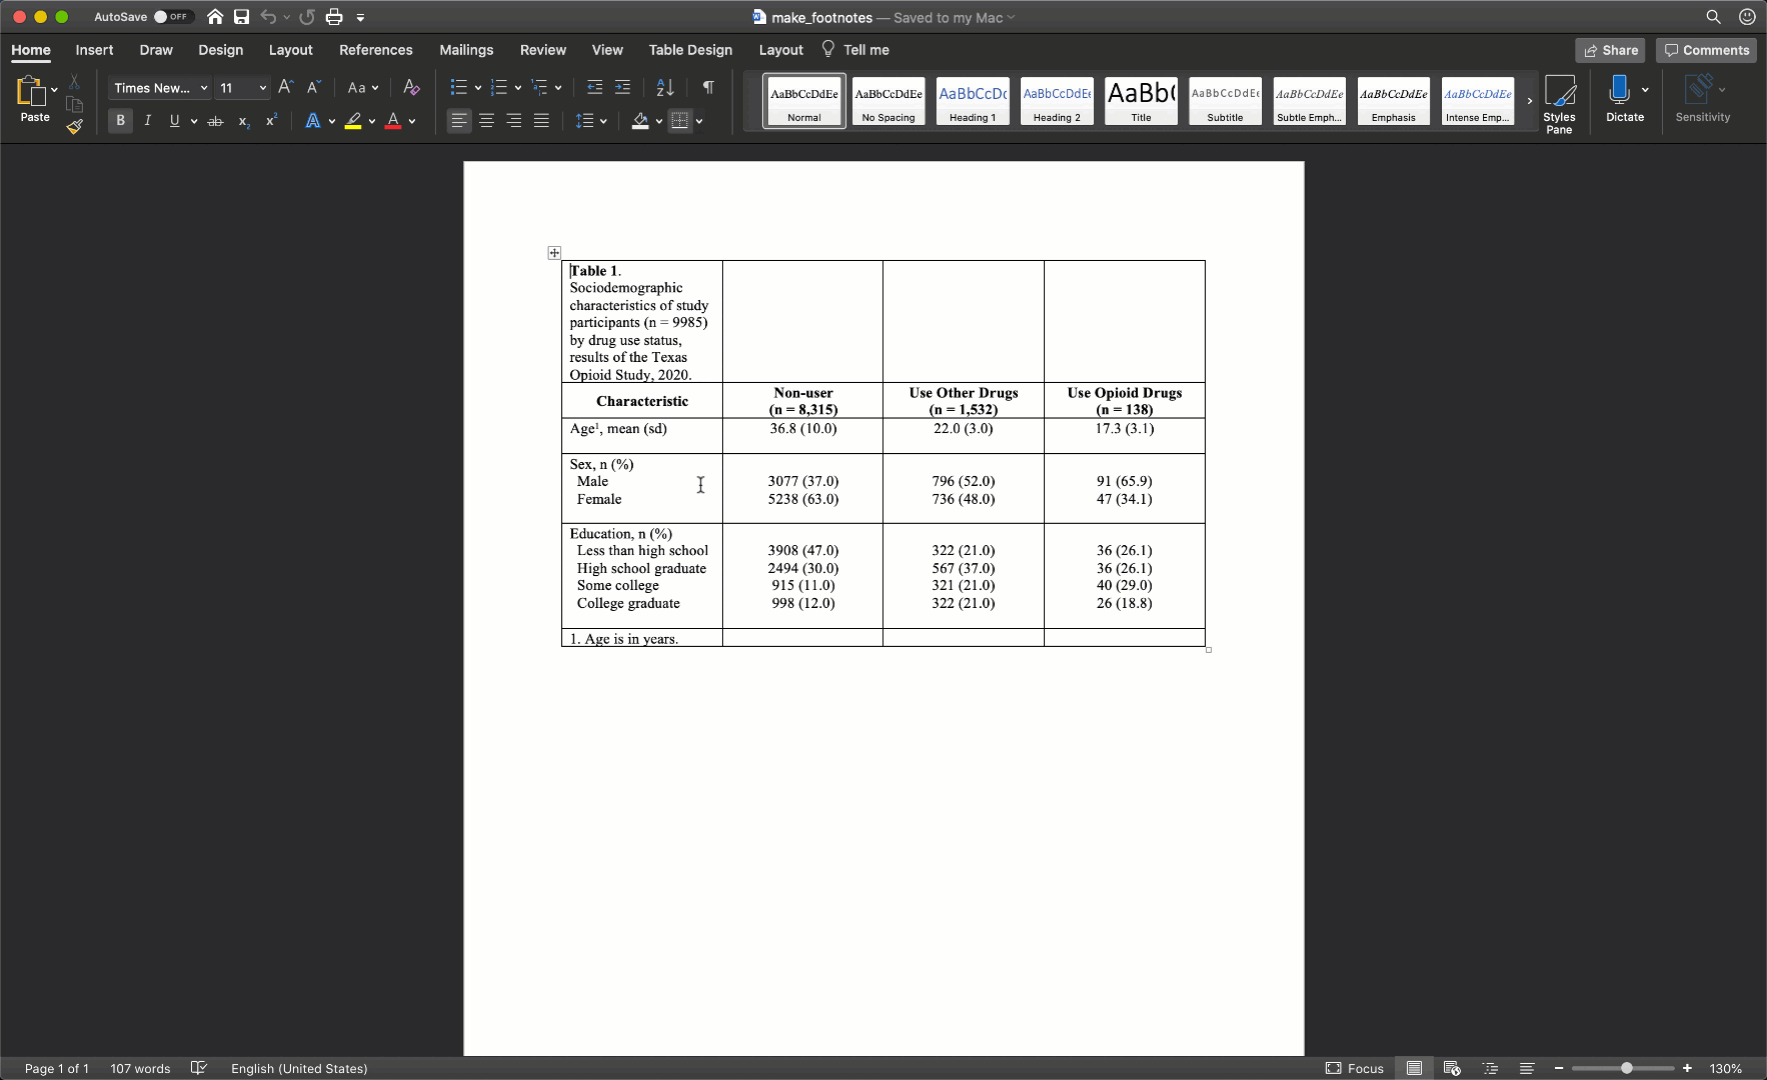 AutoSave OFF make_footnotes — Saved to my Mac
Home Insert Draw Design Layout References Mailings Review View Table Design Layout Tell me Share Comments
Paste Times New... 11 Aa
AaBbCcDdEe AaBbCcDdEe AaBbCcDc AaBbCcDdEe AaBb( AaBbCcDdEe AaBbCcDdEe AaBbCcDdEe AaBbCcDdEe
Normal No Spacing Heading 1 Heading 2 Title Subtitle Subtle Emph... Emphasis Intense Emp...
Styles Pane Dictate Sensitivity
Table 1.
Sociodemographic
characteristics of study
participants (n = 9985)
by drug use status,
results of the Texas
Opioid Study, 2020.
Characteristic Non-user (n = 8,315) Use Other Drugs (n = 1,532) Use Opioid Drugs (n = 138)
Age¹, mean (sd) 36.8 (10.0) 22.0 (3.0) 17.3 (3.1)
Sex, n (%)
Male 3077 (37.0) 796 (52.0) 91 (65.9)
Female 5238 (63.0) 736 (48.0) 47 (34.1)
Education, n (%)
Less than high school 3908 (47.0) 322 (21.0) 36 (26.1)
High school graduate 2494 (30.0) 567 (37.0) 36 (26.1)
Some college 915 (11.0) 321 (21.0) 40 (29.0)
College graduate 998 (12.0) 322 (21.0) 26 (18.8)
1. Age is in years.
Page 1 of 1 107 words English (United States) Focus 130%